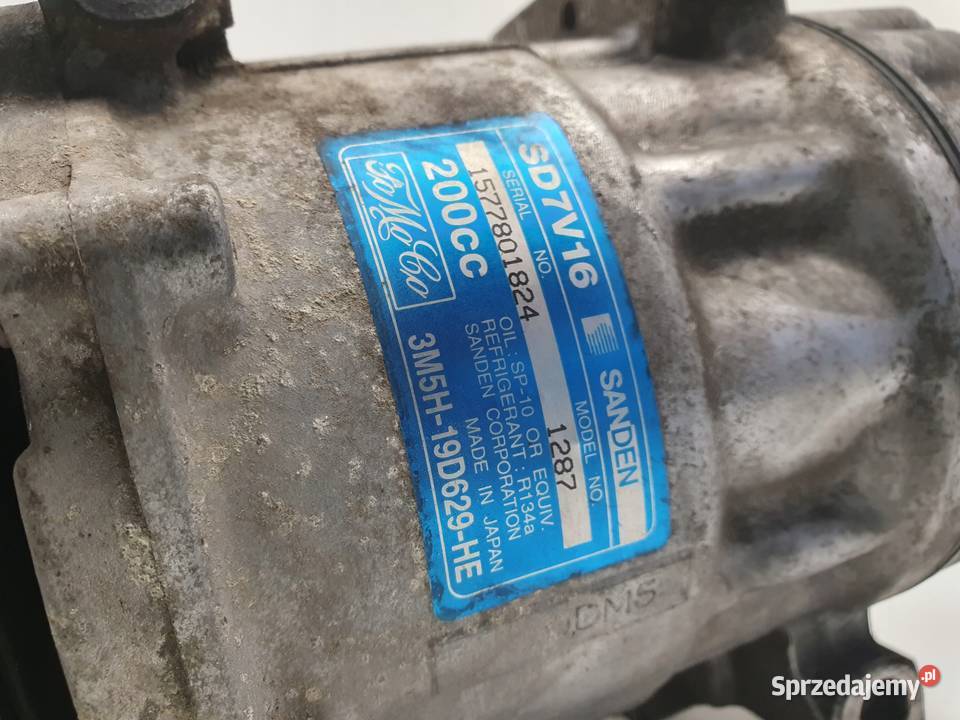 SD7V16 SANDEN
SERIAL NO. MODEL NO.
1577801824 1287
200CC
OIL : SP-10 OR EQUIV.
REFRIGERANT : R134a
SANDEN CORPORATION
MADE IN JAPAN
FoMoCo
3M5H-19D629-HE
DM5
Sprzedajemy.pl